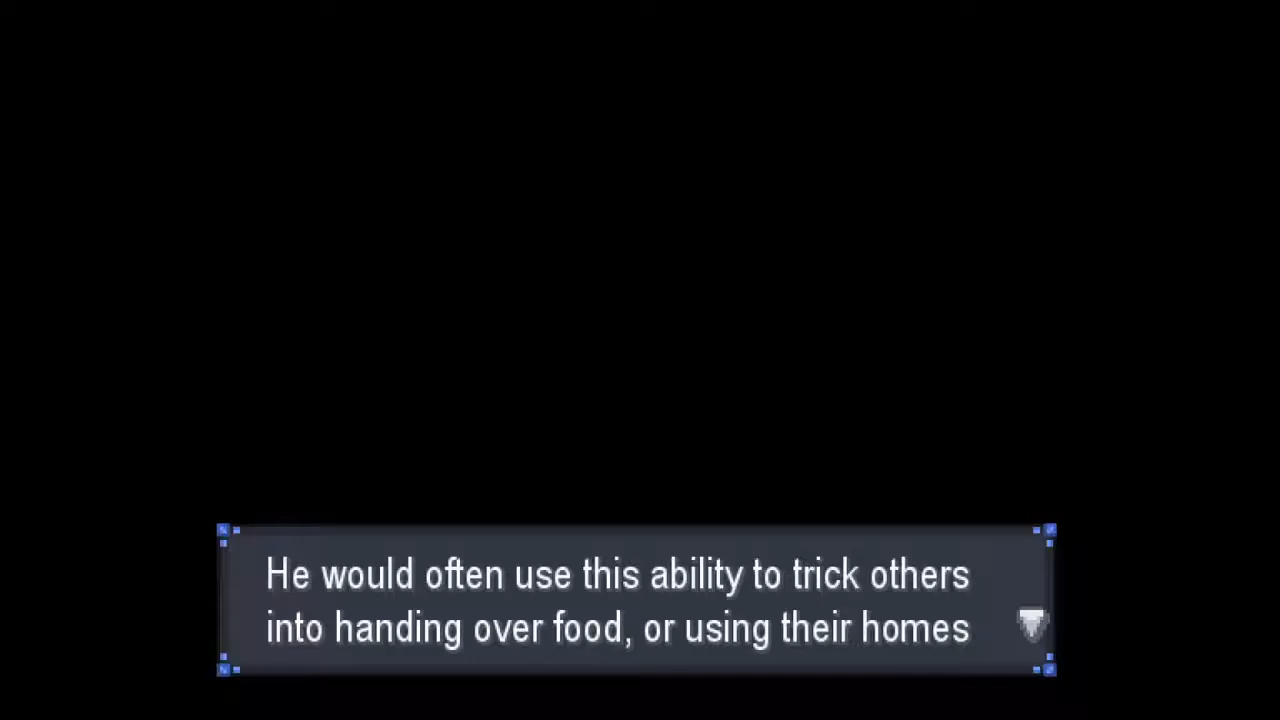 He would often use this ability to trick others
into handing over food, or using their homes